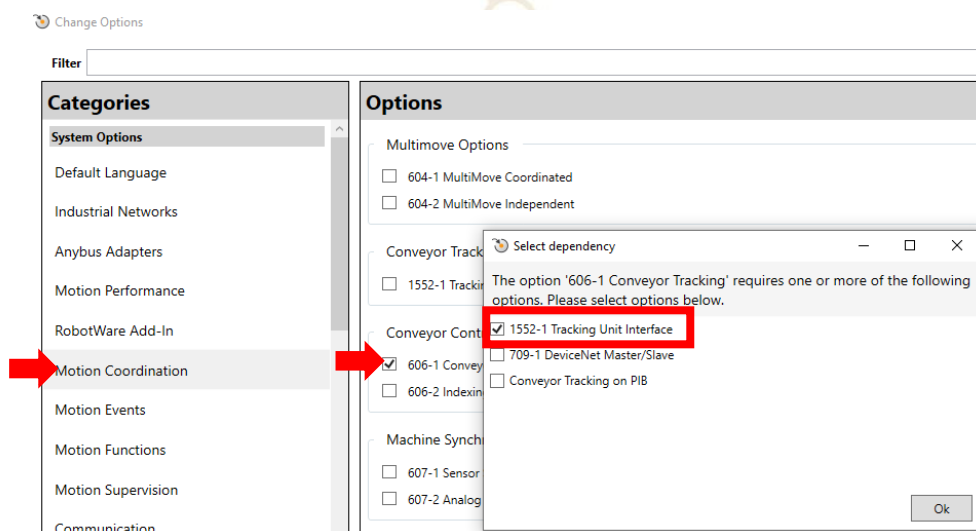 Change Options
Filter
Categories
System Options
Default Language
Industrial Networks
Anybus Adapters
Motion Performance
RobotWare Add-In
Motion Coordination
Motion Events
Motion Functions
Motion Supervision
Communication
Options
Multimove Options
604-1 MultiMove Coordinated
604-2 MultiMove Independent
Conveyor Track
1552-1 Trackin
Conveyor Cont
606-1 Convey
606-2 Indexin
Machine Synch
607-1 Sensor
607-2 Analog
Select dependency
The option '606-1 Conveyor Tracking' requires one or more of the following
options. Please select options below.
1552-1 Tracking Unit Interface
709-1 DeviceNet Master/Slave
Conveyor Tracking on PIB
Ok